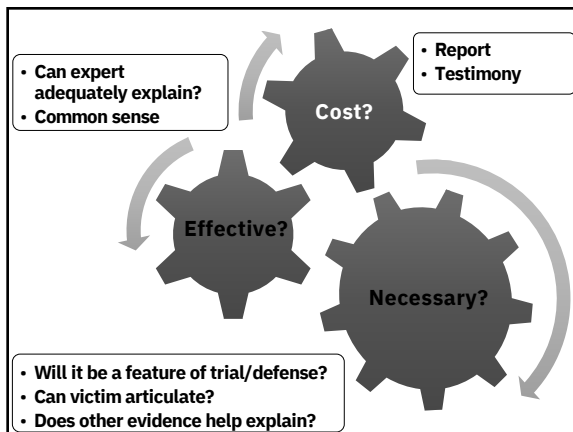 • Can expert
adequately explain?
• Common sense
• Report
• Testimony
Cost?
Effective?
Necessary?
• Will it be a feature of trial/defense?
• Can victim articulate?
• Does other evidence help explain?